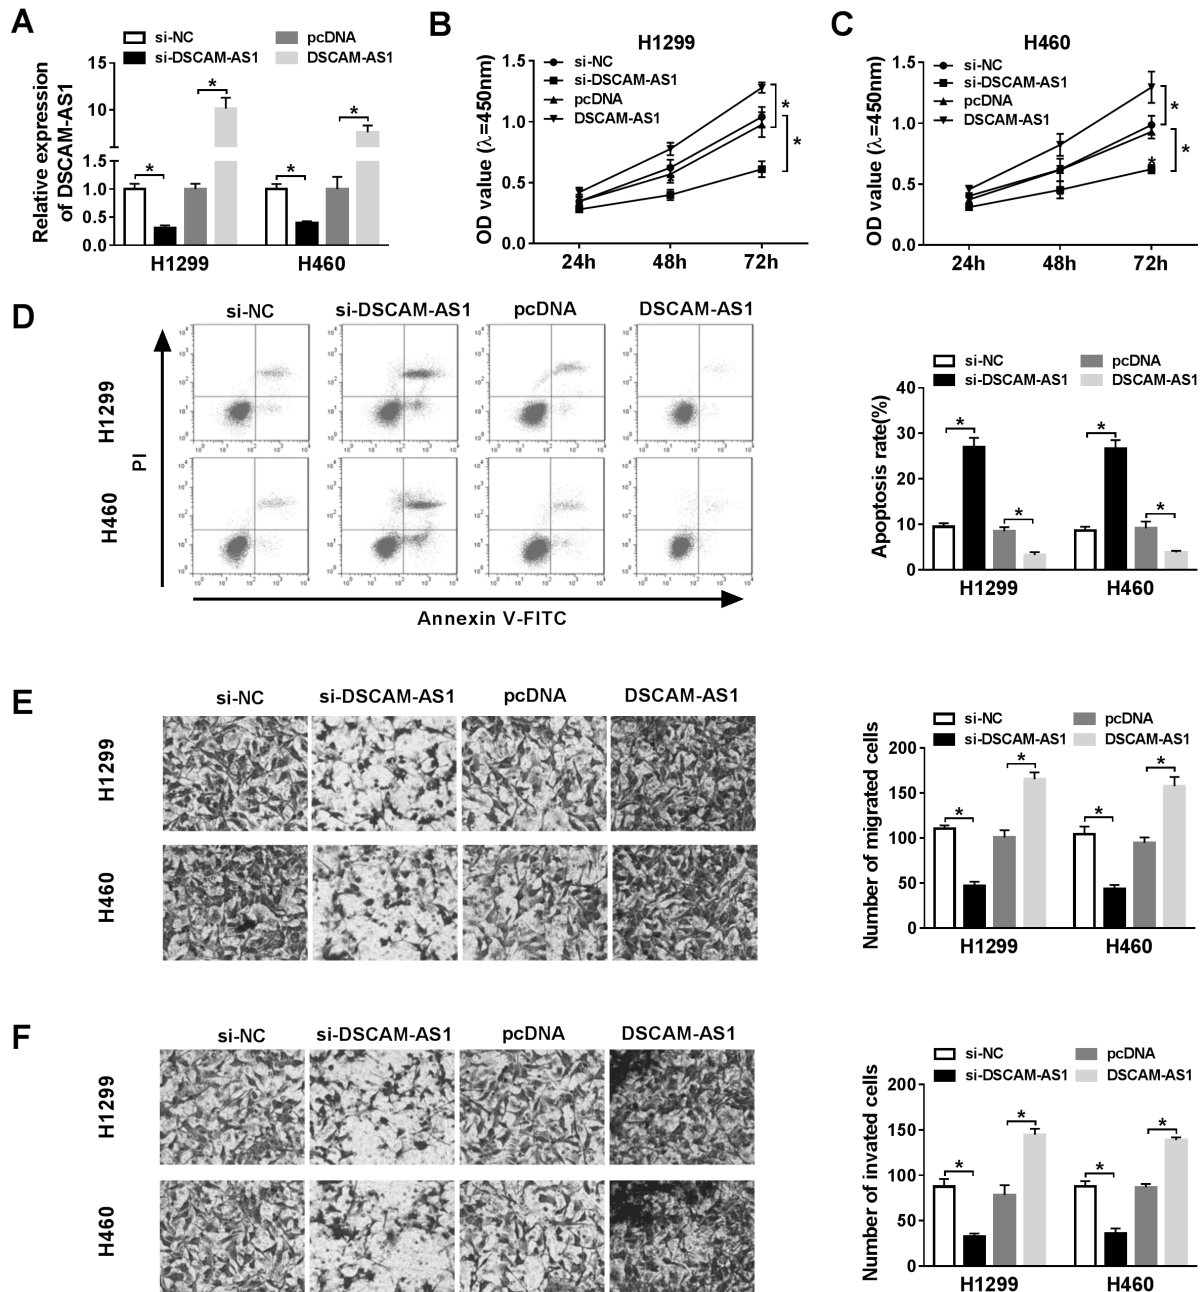 A
si-NC
pcDNA
si-DSCAM-AS1
DSCAM-AS1
Relative expression
of DSCAM-AS1
15
10
5
1.5
1.0
0.5
0.0
*
*
*
*
H1299
H460
B
H1299
si-NC
si-DSCAM-AS1
pcDNA
DSCAM-AS1
OD value (λ=450nm)
1.5
1.0
0.5
0.0
24h
48h
72h
*
*
C
H460
si-NC
si-DSCAM-AS1
pcDNA
DSCAM-AS1
OD value (λ=450nm)
1.5
1.0
0.5
0.0
24h
48h
72h
*
*
*
D
si-NC
si-DSCAM-AS1
pcDNA
DSCAM-AS1
H1299
H460
PI
Annexin V-FITC
si-NC
pcDNA
si-DSCAM-AS1
DSCAM-AS1
Apoptosis rate(%)
40
30
20
10
0
*
*
*
*
H1299
H460
E
si-NC
si-DSCAM-AS1
pcDNA
DSCAM-AS1
H1299
H460
si-NC
pcDNA
si-DSCAM-AS1
DSCAM-AS1
Number of migrated cells
200
150
100
50
0
*
*
*
*
H1299
H460
F
si-NC
si-DSCAM-AS1
pcDNA
DSCAM-AS1
H1299
H460
si-NC
pcDNA
si-DSCAM-AS1
DSCAM-AS1
Number of invated cells
200
150
100
50
0
*
*
*
*
H1299
H460